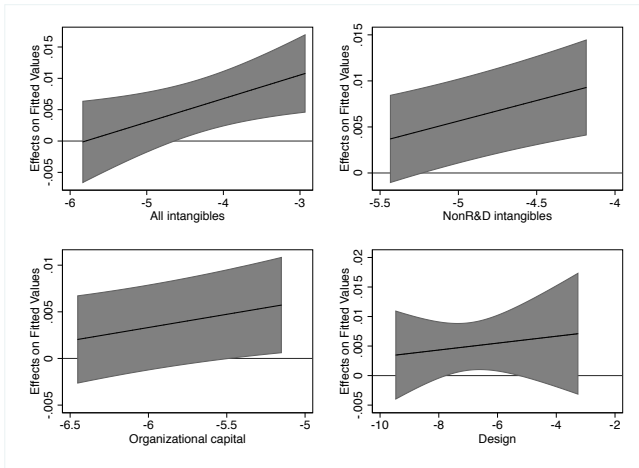 Effects on Fitted Values
-.005 0 .005 .01 .015
-6 -5 -4 -3
All intangibles
Effects on Fitted Values
0 .005 .01 .015
-5.5 -5 -4.5 -4
NonR&D intangibles
Effects on Fitted Values
-.005 0 .005 .01
-6.5 -6 -5.5 -5
Organizational capital
Effects on Fitted Values
-.005 0 .005 .01 .015 .02
-10 -8 -6 -4 -2
Design